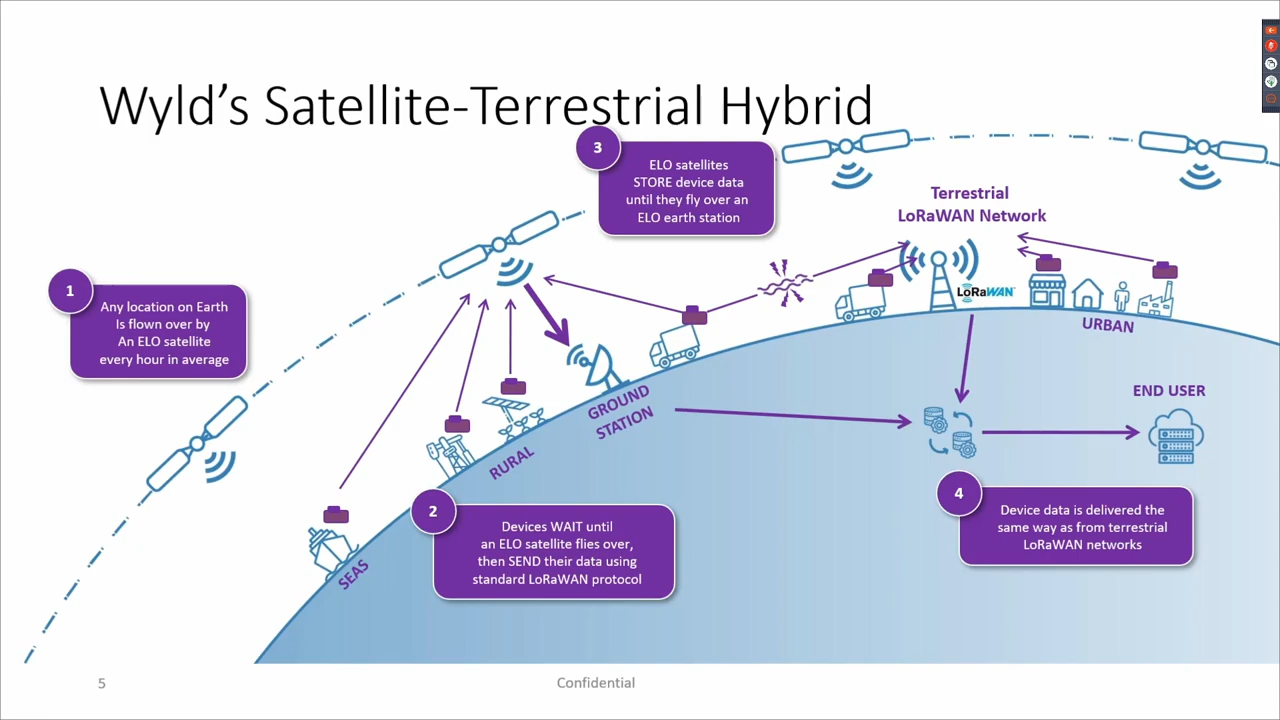 Wyld's Satellite-Terrestrial Hybrid
3
ELO satellites
STORE device data
until they fly over an
ELO earth station
Terrestrial
LoRaWAN Network
1
Any location on Earth
Is flown over by
An ELO satellite
every hour in average
LoRaWAN
URBAN
GROUND
STATION
END USER
RURAL
SEAS
2
Devices WAIT until
an ELO satellite flies over,
then SEND their data using
standard LoRaWAN protocol
4
Device data is delivered the
same way as from terrestrial
LoRaWAN networks
5
Confidential